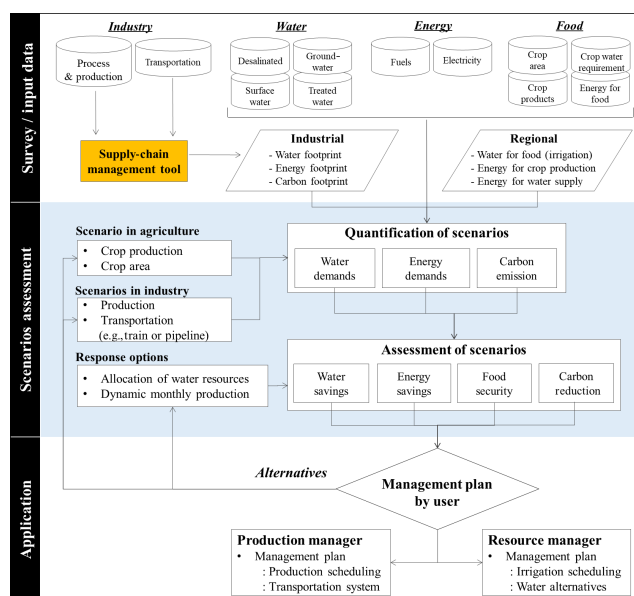 Survey / input data
Industry
Water
Energy
Food
Process
& production
Transportation
Desalinated
Ground-
water
Surface
water
Treated
water
Fuels
Electricity
Crop
area
Crop water
requirement
Crop
products
Energy for
food
Supply-chain
management tool
Industrial
- Water footprint
- Energy footprint
- Carbon footprint
Regional
- Water for food (irrigation)
- Energy for crop production
- Energy for water supply
Scenarios assessment
Scenario in agriculture
• Crop production
• Crop area
Scenarios in industry
• Production
• Transportation
(e.g.,train or pipeline)
Response options
• Allocation of water resources
• Dynamic monthly production
Quantification of scenarios
Water
demands
Energy
demands
Carbon
emission
Assessment of scenarios
Water
savings
Energy
savings
Food
security
Carbon
reduction
Application
Alternatives
Management plan
by user
Production manager
• Management plan
: Production scheduling
: Transportation system
Resource manager
• Management plan
: Irrigation scheduling
: Water alternatives